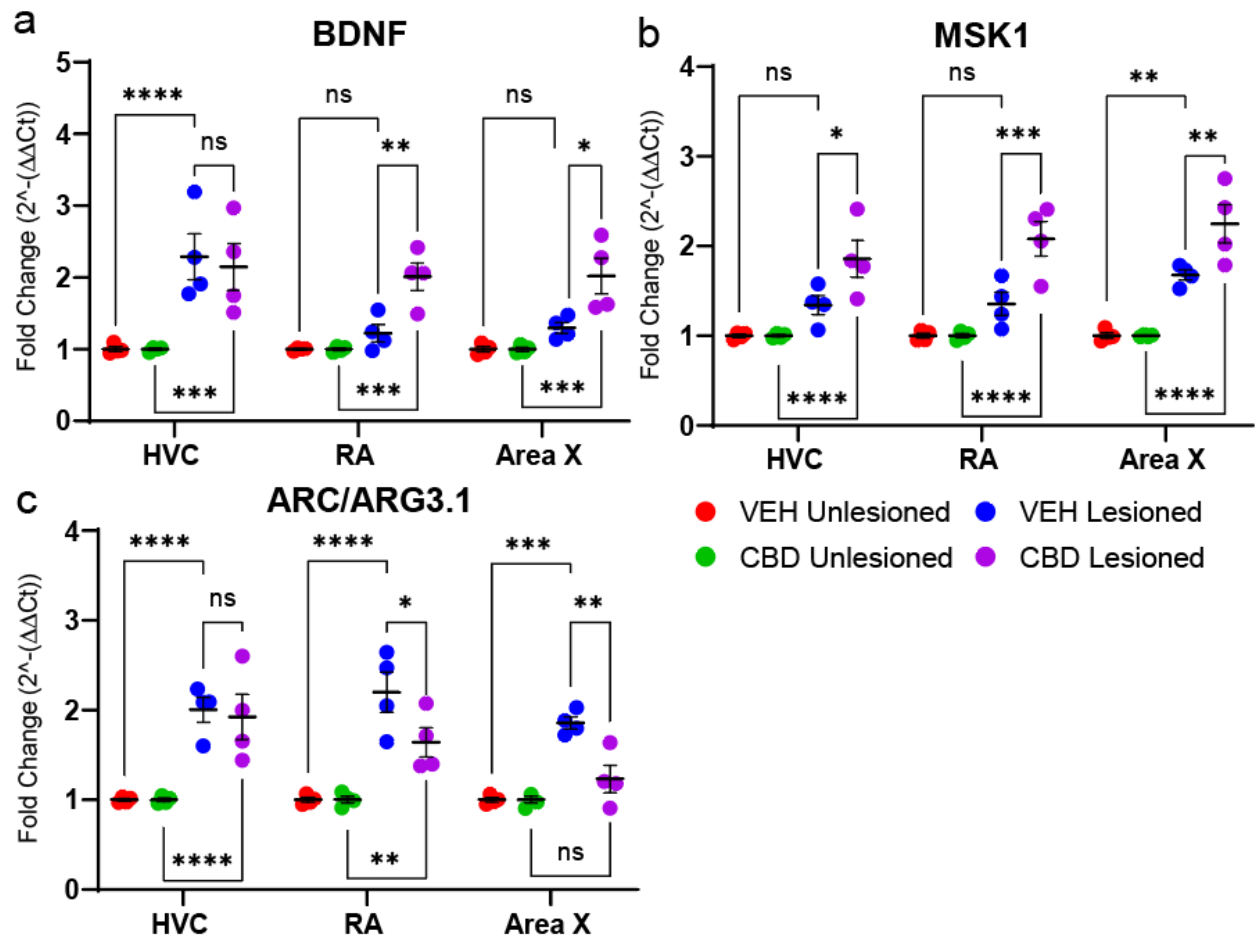 a
BDNF
Fold Change (2^-(ΔΔCt))
5
4
3
2
1
0
**** ns ns
ns ** *
*** *** ***
HVC RA Area X
b
MSK1
Fold Change (2^-(ΔΔCt))
4
3
2
1
0
ns ns **
* *** **
**** **** ****
HVC RA Area X
VEH Unlesioned VEH Lesioned
CBD Unlesioned CBD Lesioned
c
ARC/ARG3.1
Fold Change (2^-(ΔΔCt))
4
3
2
1
0
**** **** ***
ns * **
**** ** ns
HVC RA Area X